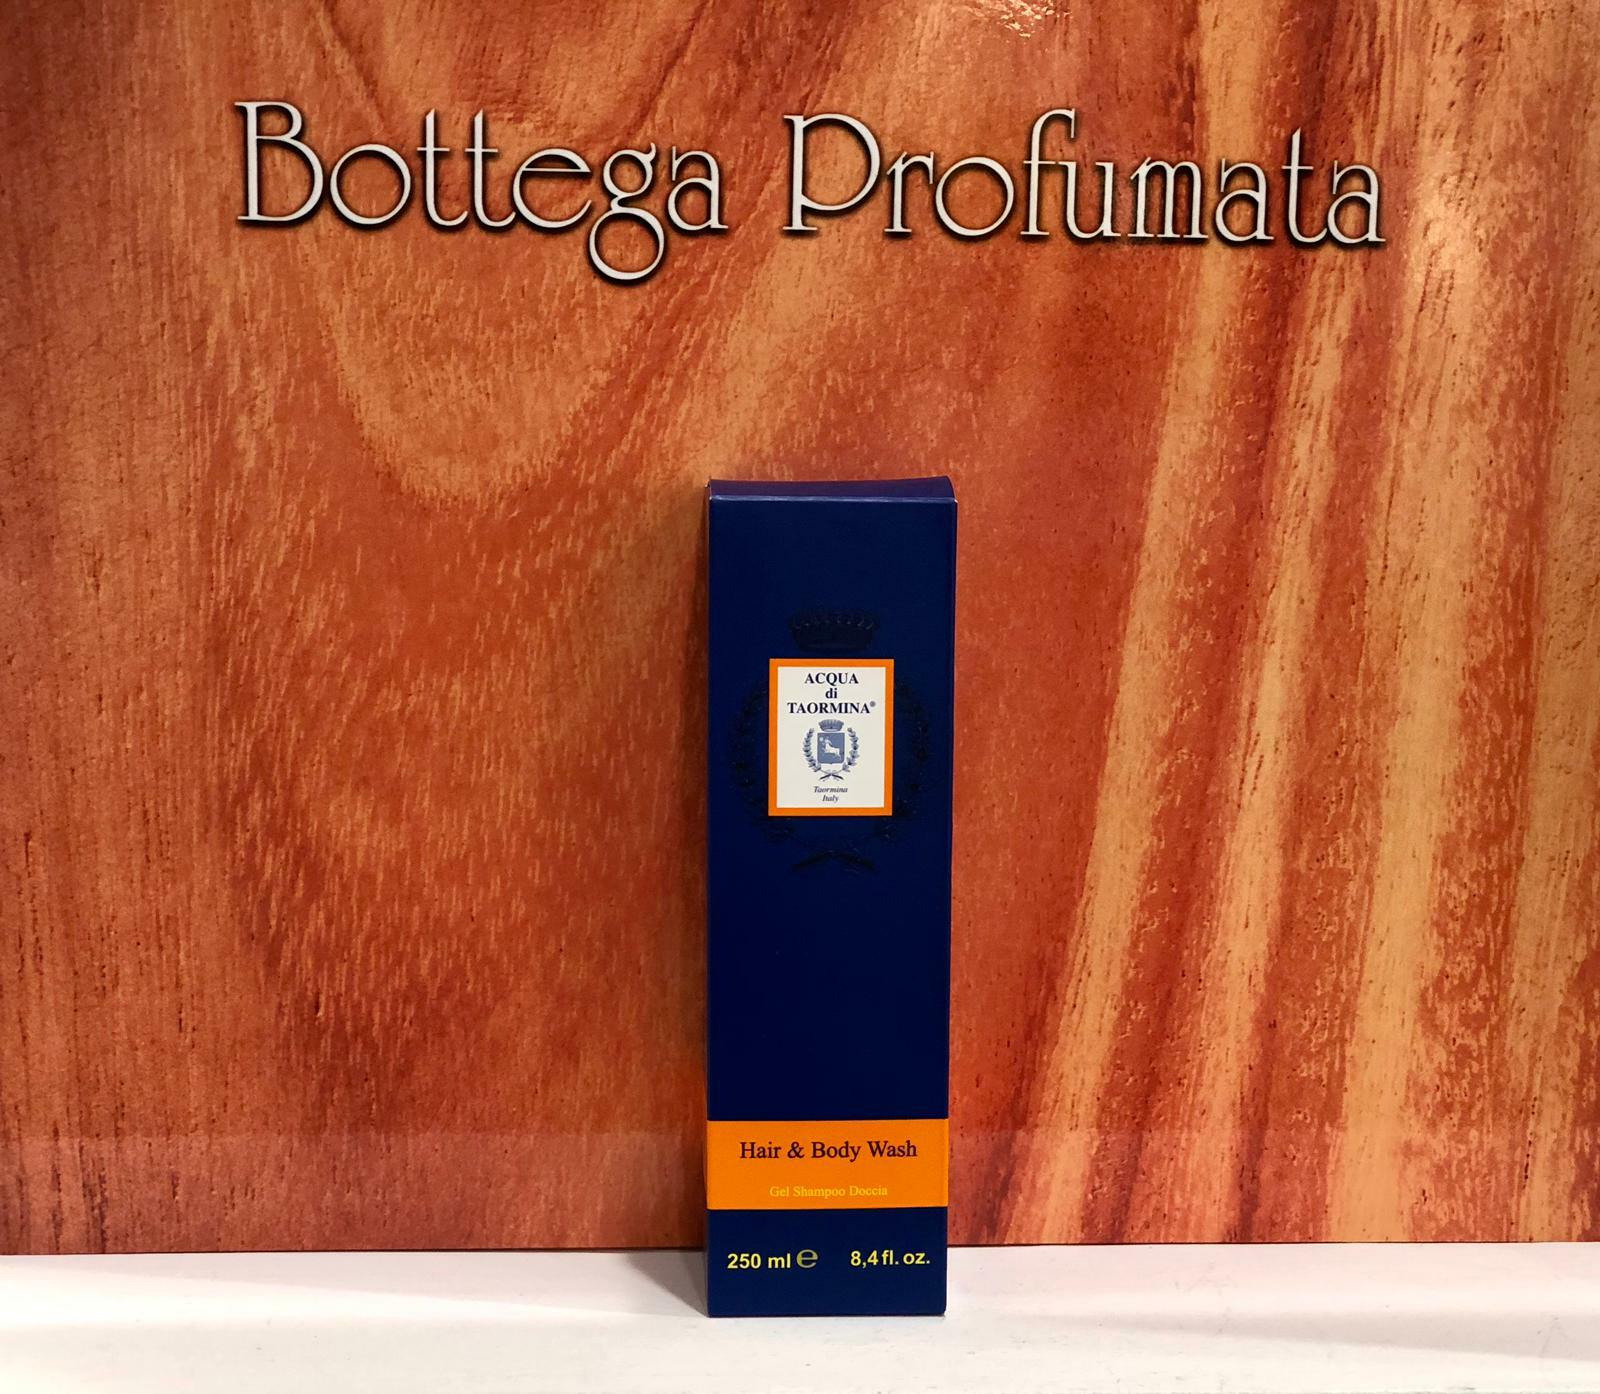 Bottega Profumata
ACQUA
di
TAORMINA®
Taormina
Italy
Hair & Body Wash
Gel Shampoo Doccia
250 ml ℮ 8,4 fl. oz.